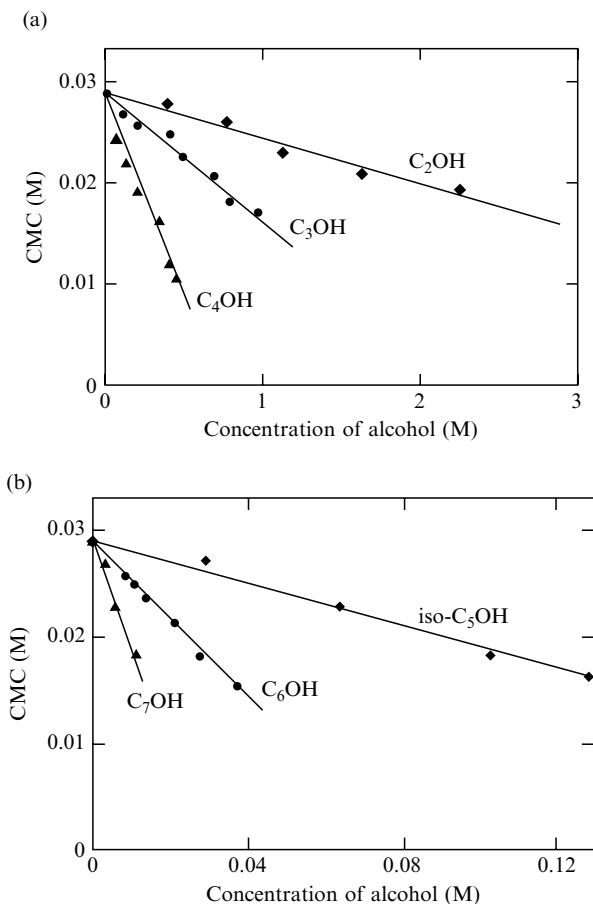 (a)
0.03
0.02
0.01
0
CMC (M)
C₂OH
C₃OH
C₄OH
0 1 2 3
Concentration of alcohol (M)
(b)
0.03
0.02
0.01
0
CMC (M)
iso-C₅OH
C₆OH
C₇OH
0 0.04 0.08 0.12
Concentration of alcohol (M)